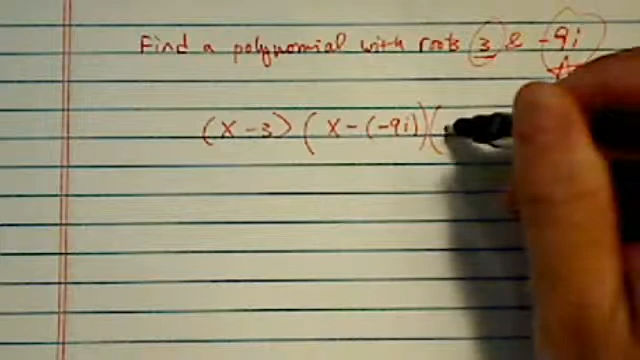 Find a polynomial with roots 3 & -9i
(x - 3) (x - (-9i)) (